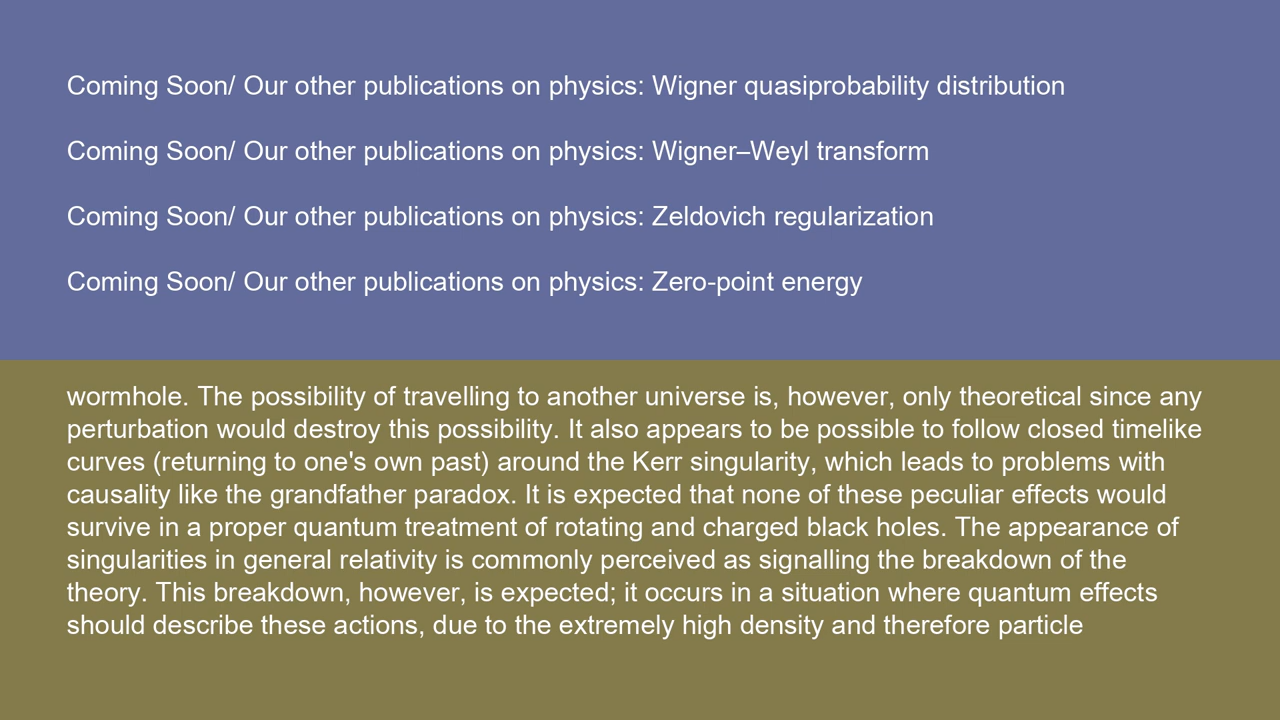 Coming Soon/ Our other publications on physics: Wigner quasiprobability distribution
Coming Soon/ Our other publications on physics: Wigner–Weyl transform
Coming Soon/ Our other publications on physics: Zeldovich regularization
Coming Soon/ Our other publications on physics: Zero-point energy
wormhole. The possibility of travelling to another universe is, however, only theoretical since any
perturbation would destroy this possibility. It also appears to be possible to follow closed timelike
curves (returning to one's own past) around the Kerr singularity, which leads to problems with
causality like the grandfather paradox. It is expected that none of these peculiar effects would
survive in a proper quantum treatment of rotating and charged black holes. The appearance of
singularities in general relativity is commonly perceived as signalling the breakdown of the
theory. This breakdown, however, is expected; it occurs in a situation where quantum effects
should describe these actions, due to the extremely high density and therefore particle